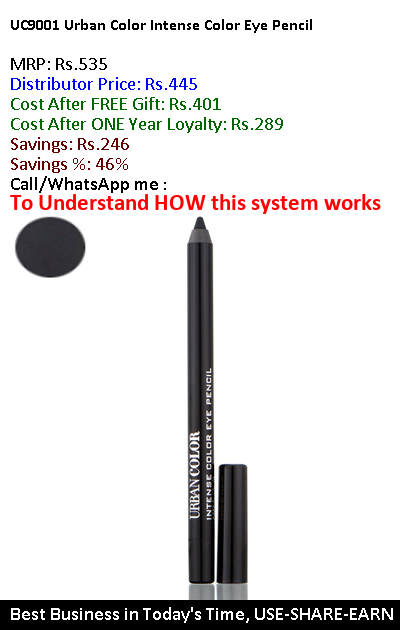 UC9001 Urban Color Intense Color Eye Pencil
MRP: Rs.535
Distributor Price: Rs.445
Cost After FREE Gift: Rs.401
Cost After ONE Year Loyalty: Rs.289
Savings: Rs.246
Savings %: 46%
Call/WhatsApp me :
To Understand HOW this system works
URBAN COLOR
INTENSE COLOR EYE PENCIL
Best Business in Today's Time, USE-SHARE-EARN